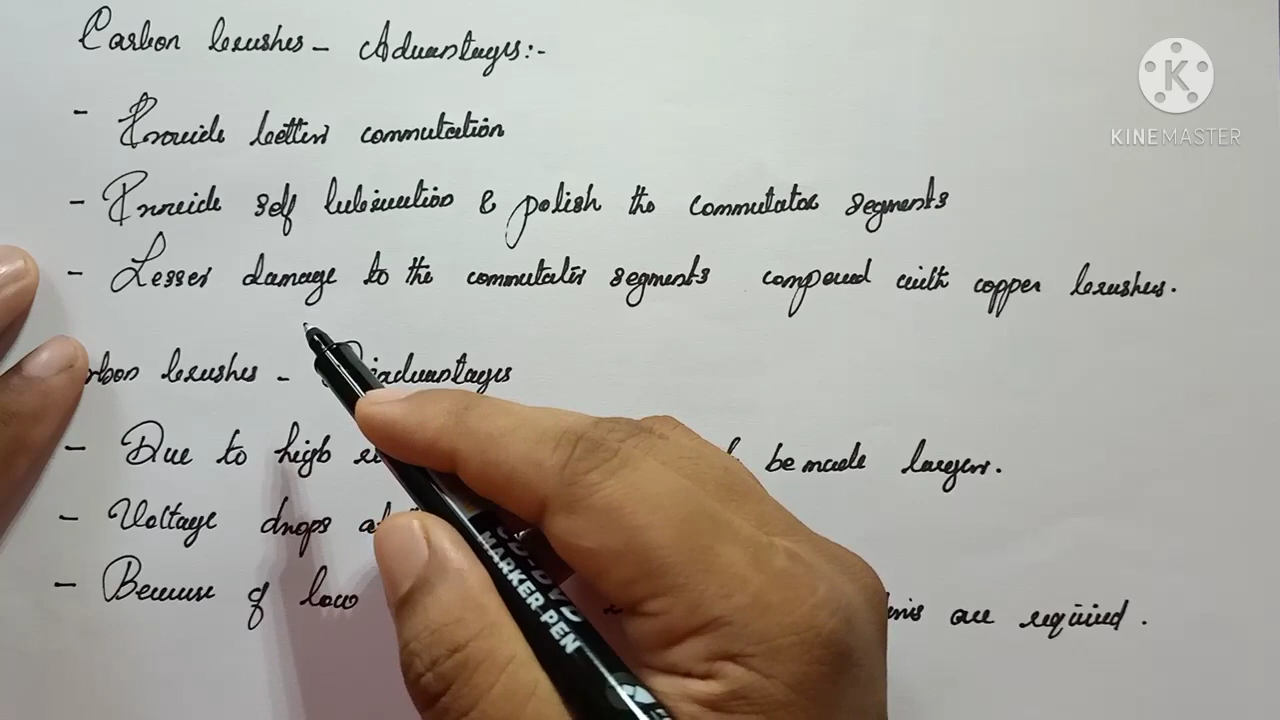 Carbon brushes - Advantages:-
K
KINEMASTER
- Provide better commutation
- Provide self lubrication & polish the commutator segments
- Lesser damage to the commutator segments compared with copper brushes.
rbon brushes - Disadvantages
- Due to high be made larger.
- Voltage drops
- Because of low are required.
CD-DVD
MARKER-PEN